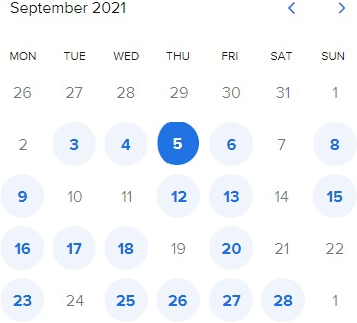 September 2021
MON TUE WED THU FRI SAT SUN
26 27 28 29 30 31 1
2 3 4 5 6 7 8
9 10 11 12 13 14 15
16 17 18 19 20 21 22
23 24 25 26 27 28 1